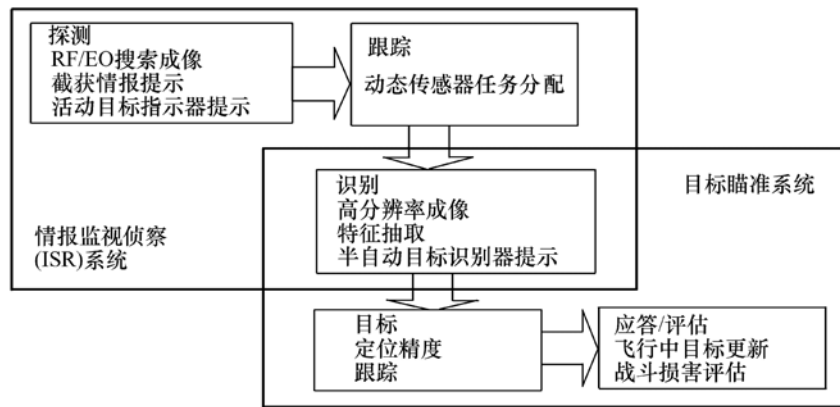 探测
RF/EO搜索成像
截获情报提示
活动目标指示器提示
跟踪
动态传感器任务分配
识别
高分辨率成像
特征抽取
半自动目标识别器提示
目标瞄准系统
情报监视侦察
(ISR)系统
目标
定位精度
跟踪
应答/评估
飞行中目标更新
战斗损害评估